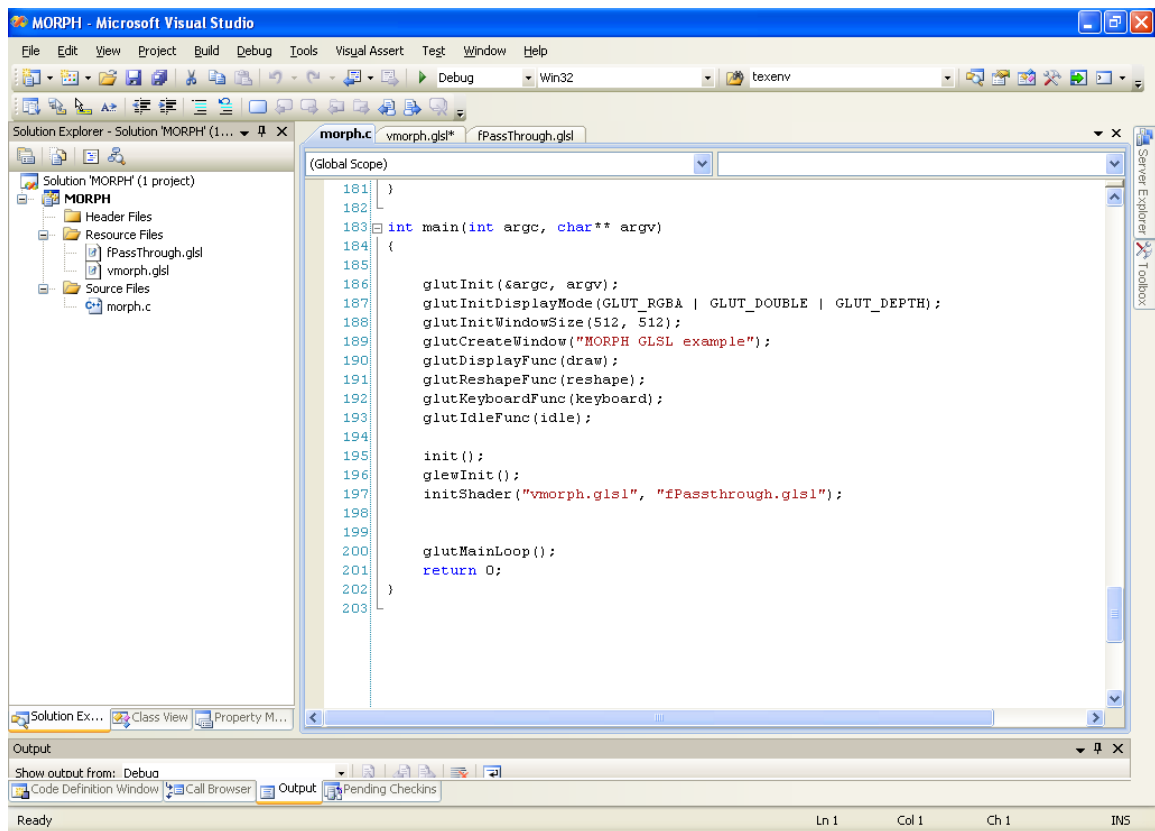 MORPH - Microsoft Visual Studio
File Edit View Project Build Debug Tools Visual Assert Test Window Help
Debug Win32 texenv
Solution Explorer - Solution 'MORPH' (1...
morph.c vmorph.glsl* fPassThrough.glsl
(Global Scope)
Solution 'MORPH' (1 project)
MORPH
Header Files
Resource Files
fPassThrough.glsl
vmorph.glsl
Source Files
morph.c
181 }
182
183 int main(int argc, char** argv)
184 {
185
186 glutInit(&argc, argv);
187 glutInitDisplayMode(GLUT_RGBA | GLUT_DOUBLE | GLUT_DEPTH);
188 glutInitWindowSize(512, 512);
189 glutCreateWindow("MORPH GLSL example");
190 glutDisplayFunc(draw);
191 glutReshapeFunc(reshape);
192 glutKeyboardFunc(keyboard);
193 glutIdleFunc(idle);
194
195 init();
196 glewInit();
197 initShader("vmorph.glsl", "fPassthrough.glsl");
198
199
200 glutMainLoop();
201 return 0;
202 }
203
Server Explorer
Toolbox
Solution Ex... Class View Property M...
Output
Show output from: Debug
Code Definition Window Call Browser Output Pending Checkins
Ready Ln 1 Col 1 Ch 1 INS